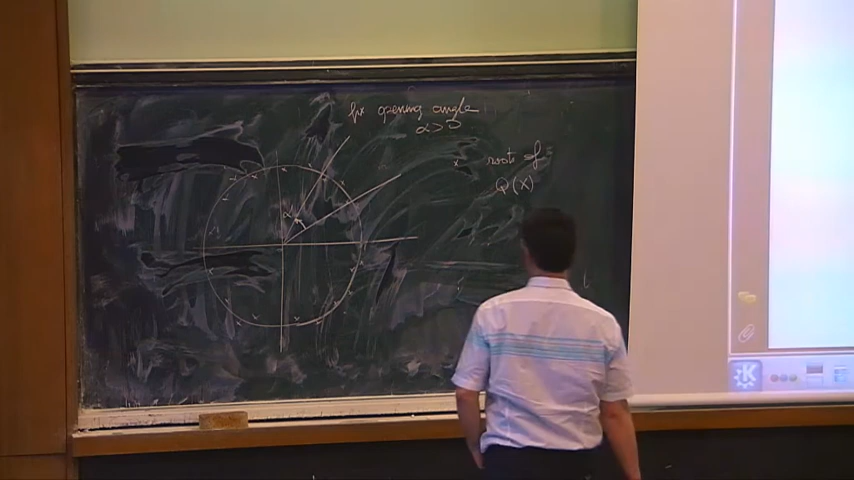 fix opening angle
α > 0
x roots of
Q(X)
α
K